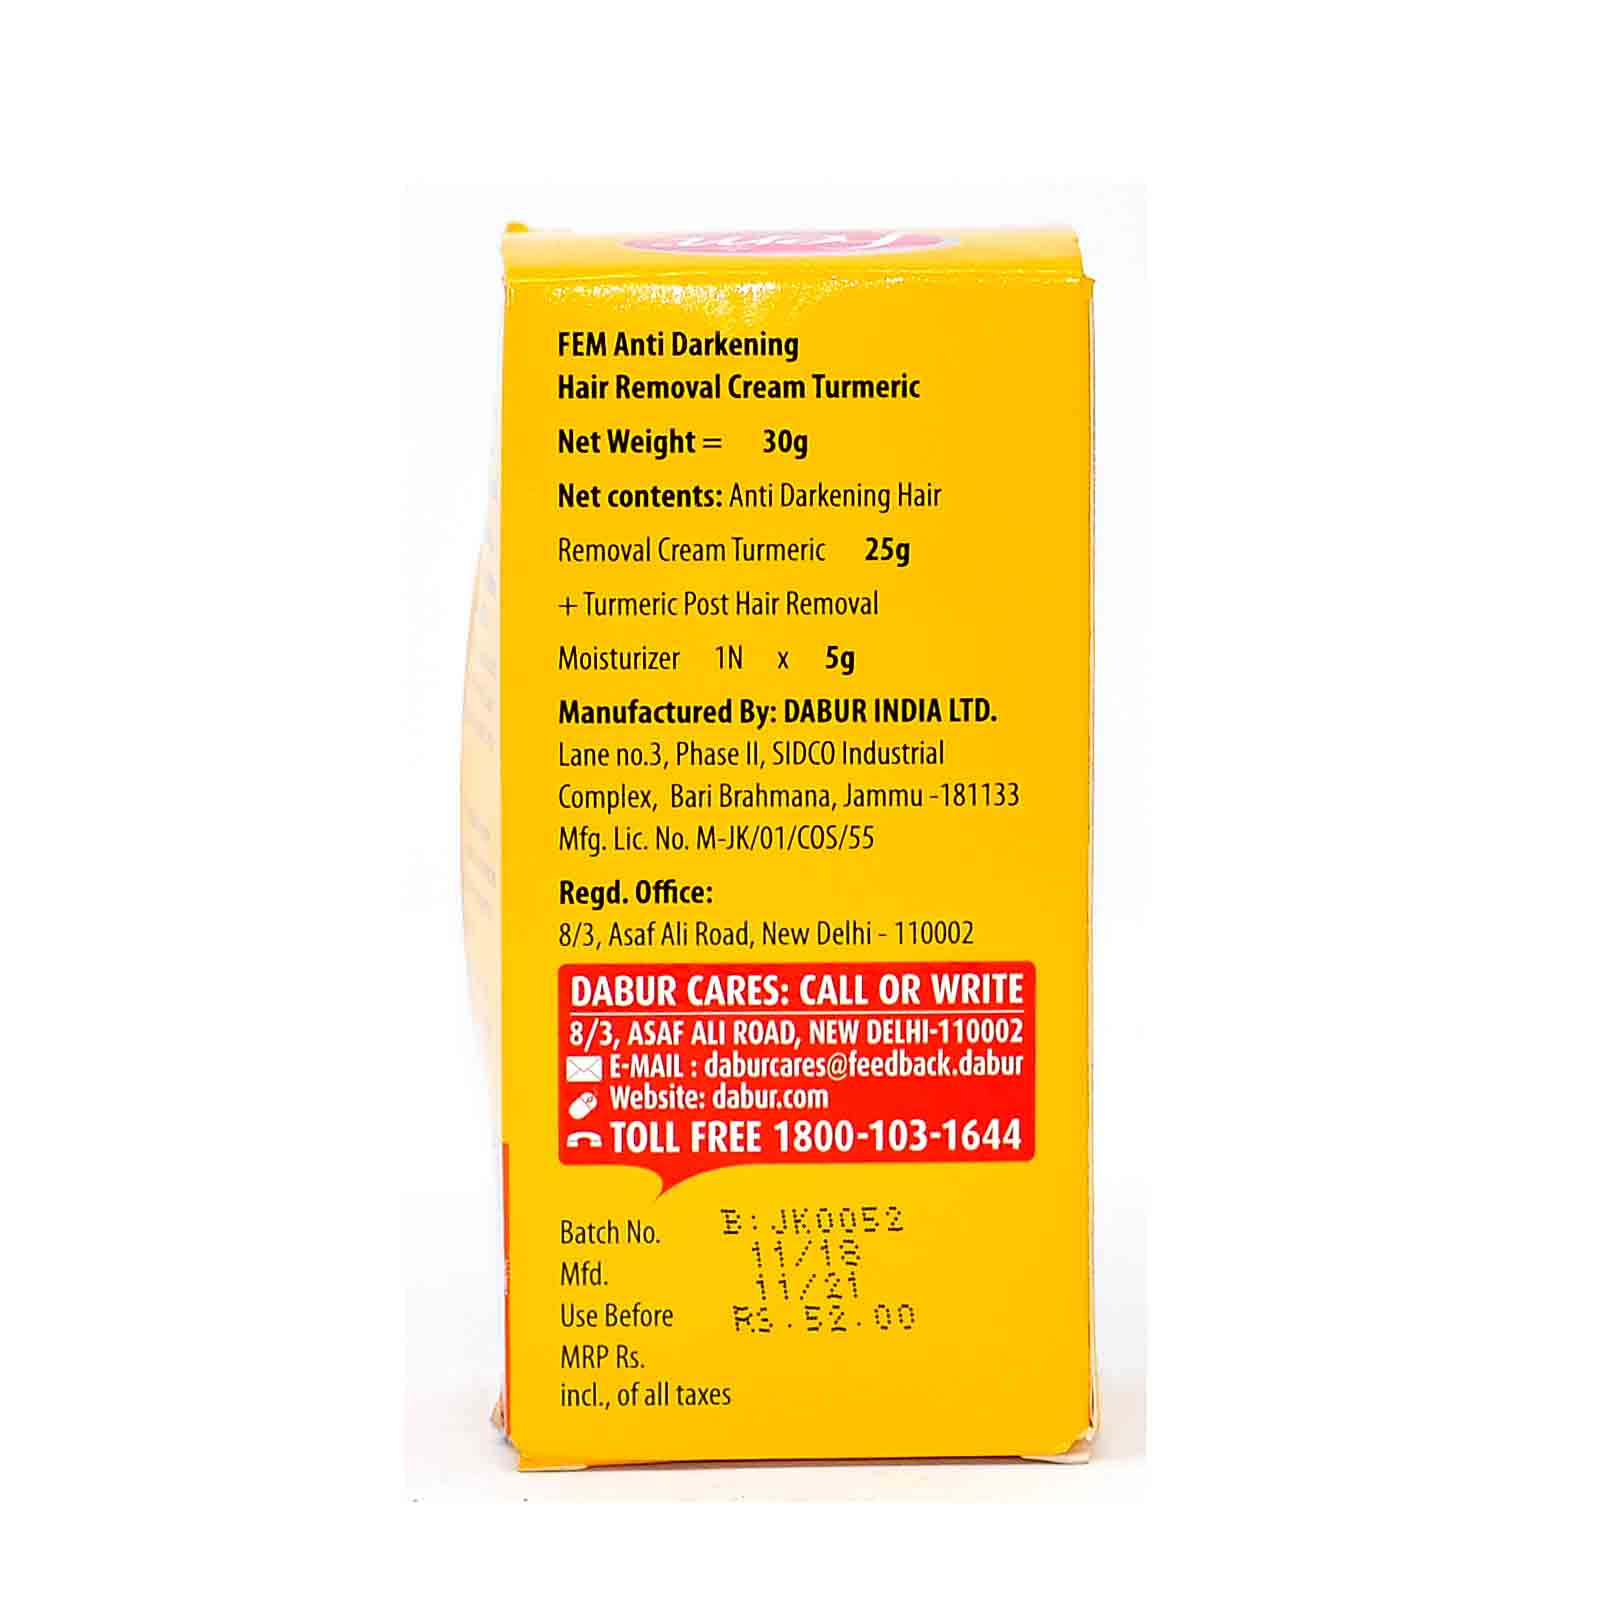 fem
FEM Anti Darkening
Hair Removal Cream Turmeric
Net Weight = 30g
Net contents: Anti Darkening Hair
Removal Cream Turmeric 25g
+ Turmeric Post Hair Removal
Moisturizer 1N x 5g
Manufactured By: DABUR INDIA LTD.
Lane no.3, Phase II, SIDCO Industrial
Complex, Bari Brahmana, Jammu -181133
Mfg. Lic. No. M-JK/01/COS/55
Regd. Office:
8/3, Asaf Ali Road, New Delhi - 110002
DABUR CARES: CALL OR WRITE
8/3, ASAF ALI ROAD, NEW DELHI-110002
E-MAIL : daburcares@feedback.dabur
Website: dabur.com
TOLL FREE 1800-103-1644
Batch No. B:JK0052
Mfd. 11/18
Use Before 11/21
MRP Rs. RS.52.00
incl., of all taxes